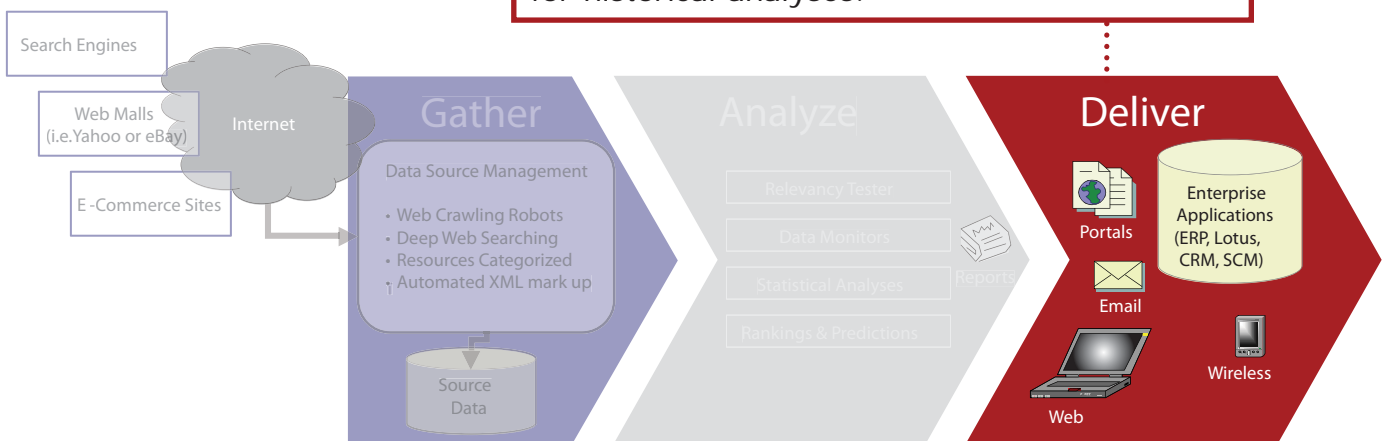 for historical analyses.
Search Engines
Web Malls
(i.e.Yahoo or eBay)
E -Commerce Sites
Internet
Gather
Data Source Management
• Web Crawling Robots
• Deep Web Searching
• Resources Categorized
• Automated XML mark up
Source
Data
Analyze
Relevancy Tester
Data Monitors
Statistical Analyses
Rankings & Predictions
Reports
Deliver
Portals
Enterprise
Applications
(ERP, Lotus,
CRM, SCM)
Email
Web
Wireless